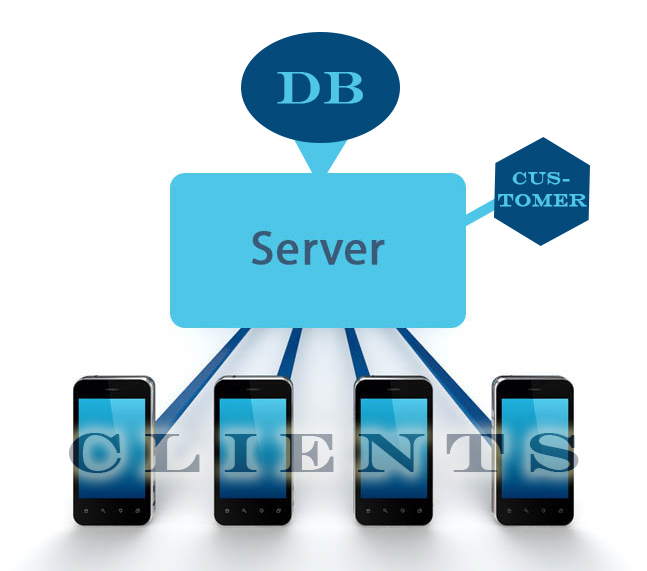 DB
CUS-
TOMER
Server
CLIENTS